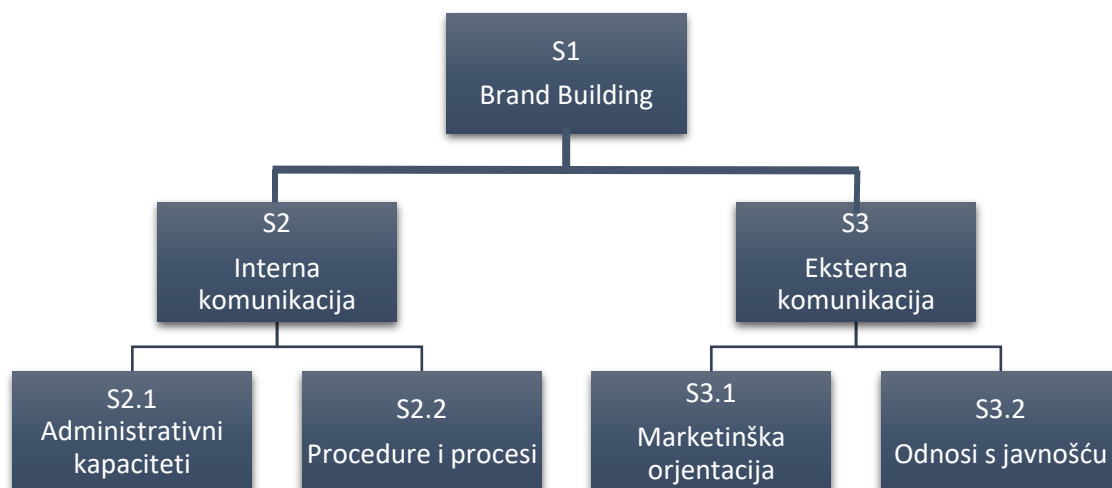 S1
Brand Building
S2
Interna
komunikacija
S3
Eksterna
komunikacija
S2.1
Administrativni
kapaciteti
S2.2
Procedure i procesi
S3.1
Marketinška
orjentacija
S3.2
Odnosi s javnošću